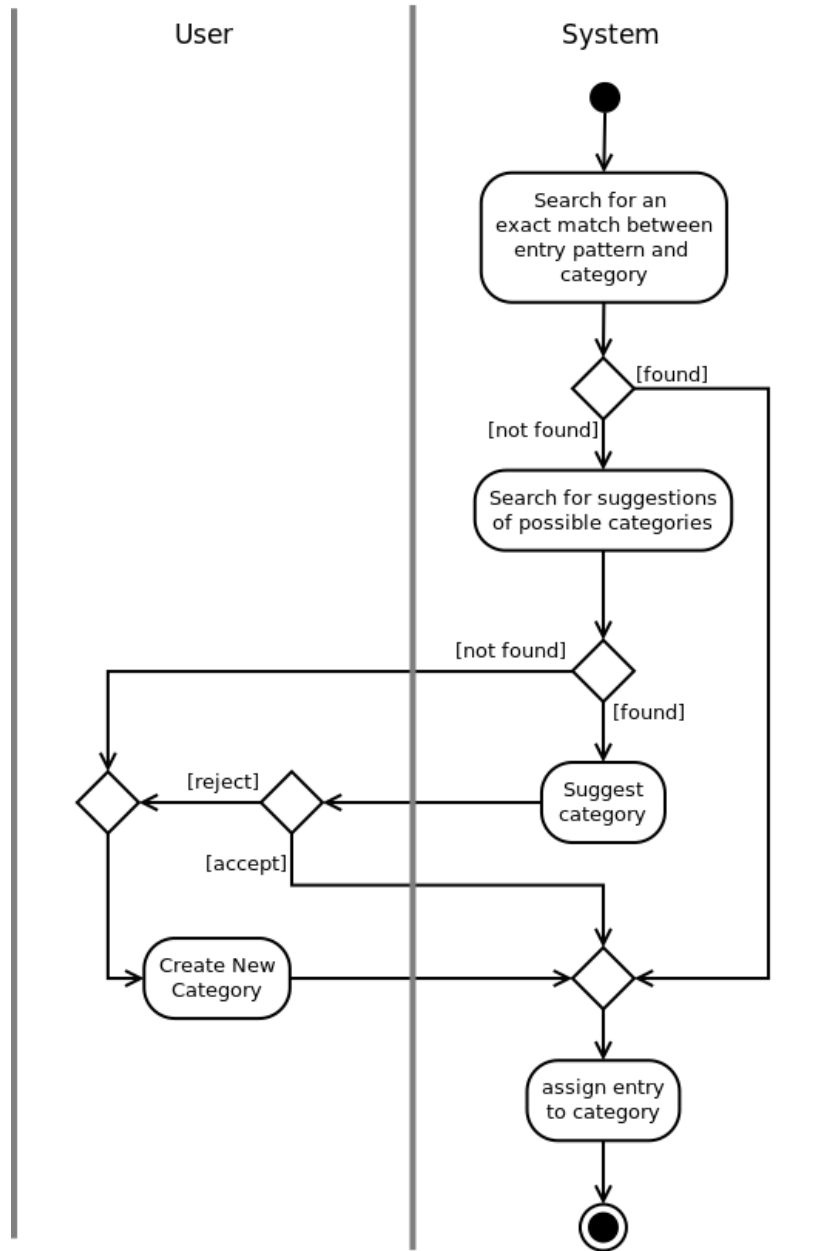 User
System
Search for an
exact match between
entry pattern and
category
[found]
[not found]
Search for suggestions
of possible categories
[not found]
[found]
[reject]
Suggest
category
[accept]
Create New
Category
assign entry
to category